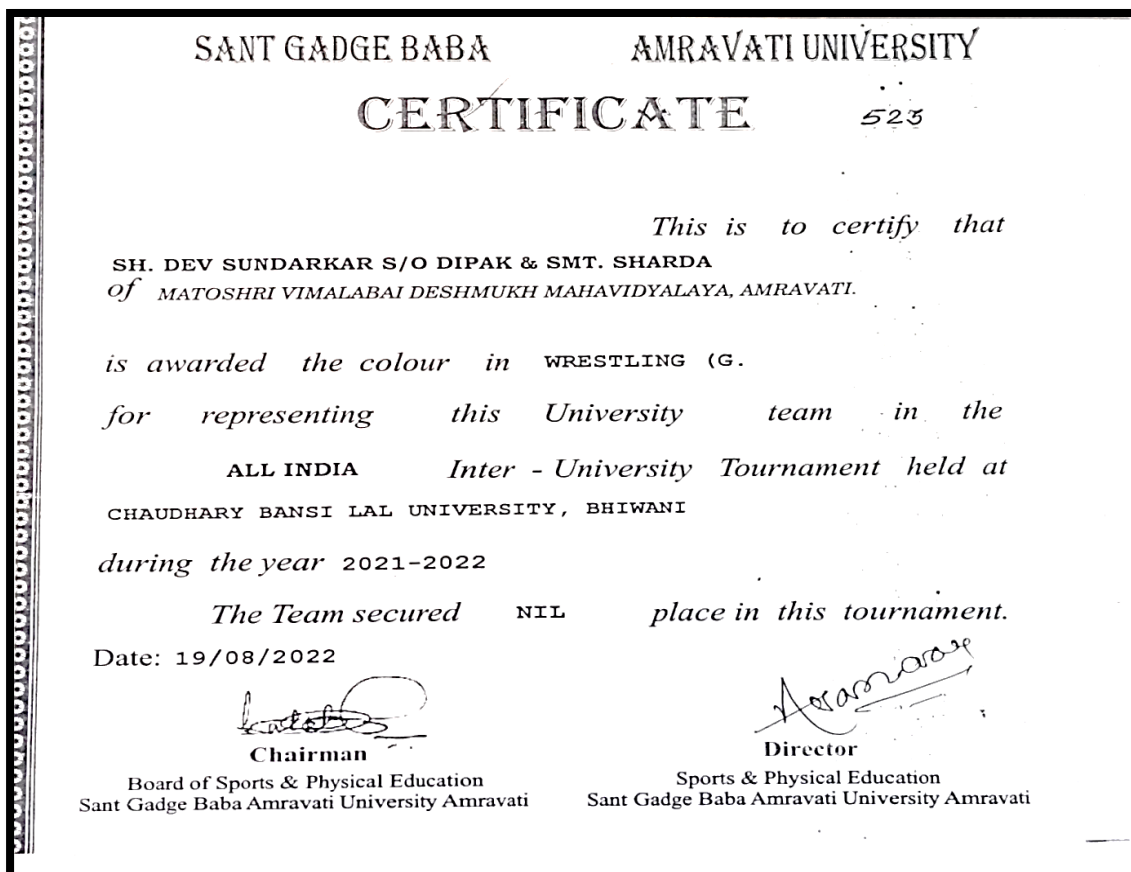 SANT GADGE BABA AMRAVATI UNIVERSITY
CERTIFICATE 523
This is to certify that
SH. DEV SUNDARKAR S/O DIPAK & SMT. SHARDA
of MATOSHRI VIMALABAI DESHMUKH MAHAVIDYALAYA, AMRAVATI.
is awarded the colour in WRESTLING (G.
for representing this University team in the
ALL INDIA Inter - University Tournament held at
CHAUDHARY BANSI LAL UNIVERSITY, BHIWANI
during the year 2021-2022
The Team secured NIL place in this tournament.
Date: 19/08/2022
Chairman Director
Board of Sports & Physical Education Sports & Physical Education
Sant Gadge Baba Amravati University Amravati Sant Gadge Baba Amravati University Amravati